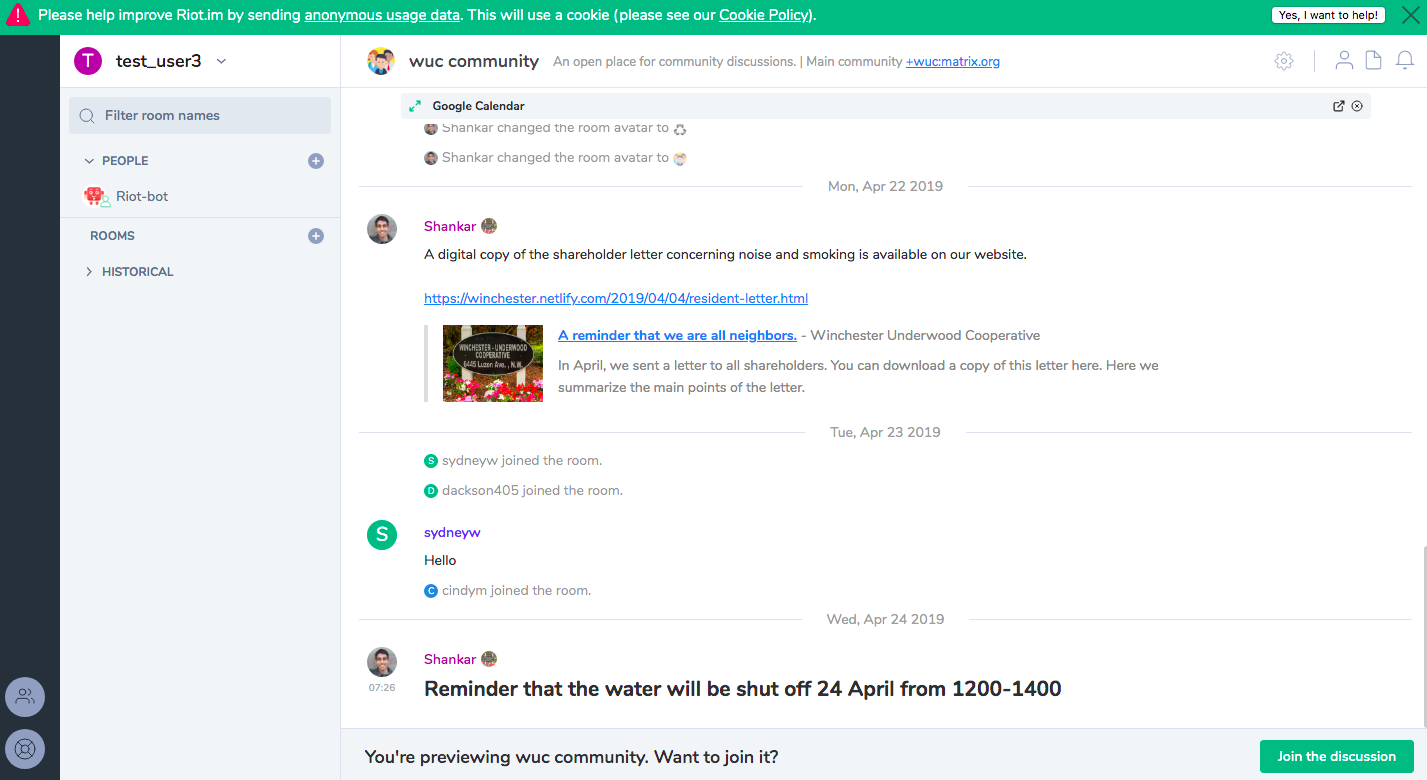 Please help improve Riot.im by sending anonymous usage data. This will use a cookie (please see our Cookie Policy).
Yes, I want to help!
T
test_user3
wuc community
An open place for community discussions. | Main community +wuc:matrix.org
Filter room names
Google Calendar
PEOPLE
Riot-bot
ROOMS
HISTORICAL
Shankar changed the room avatar to
Shankar changed the room avatar to
Mon, Apr 22 2019
Shankar
A digital copy of the shareholder letter concerning noise and smoking is available on our website.
https://winchester.netlify.com/2019/04/04/resident-letter.html
WINCHESTER - UNDERWOOD
COOPERATIVE
6445 Luzon Ave., N.W.
A reminder that we are all neighbors. - Winchester Underwood Cooperative
In April, we sent a letter to all shareholders. You can download a copy of this letter here. Here we
summarize the main points of the letter.
Tue, Apr 23 2019
S sydneyw joined the room.
D dackson405 joined the room.
S
sydneyw
Hello
C cindym joined the room.
Wed, Apr 24 2019
Shankar
07:26
Reminder that the water will be shut off 24 April from 1200-1400
You're previewing wuc community. Want to join it?
Join the discussion